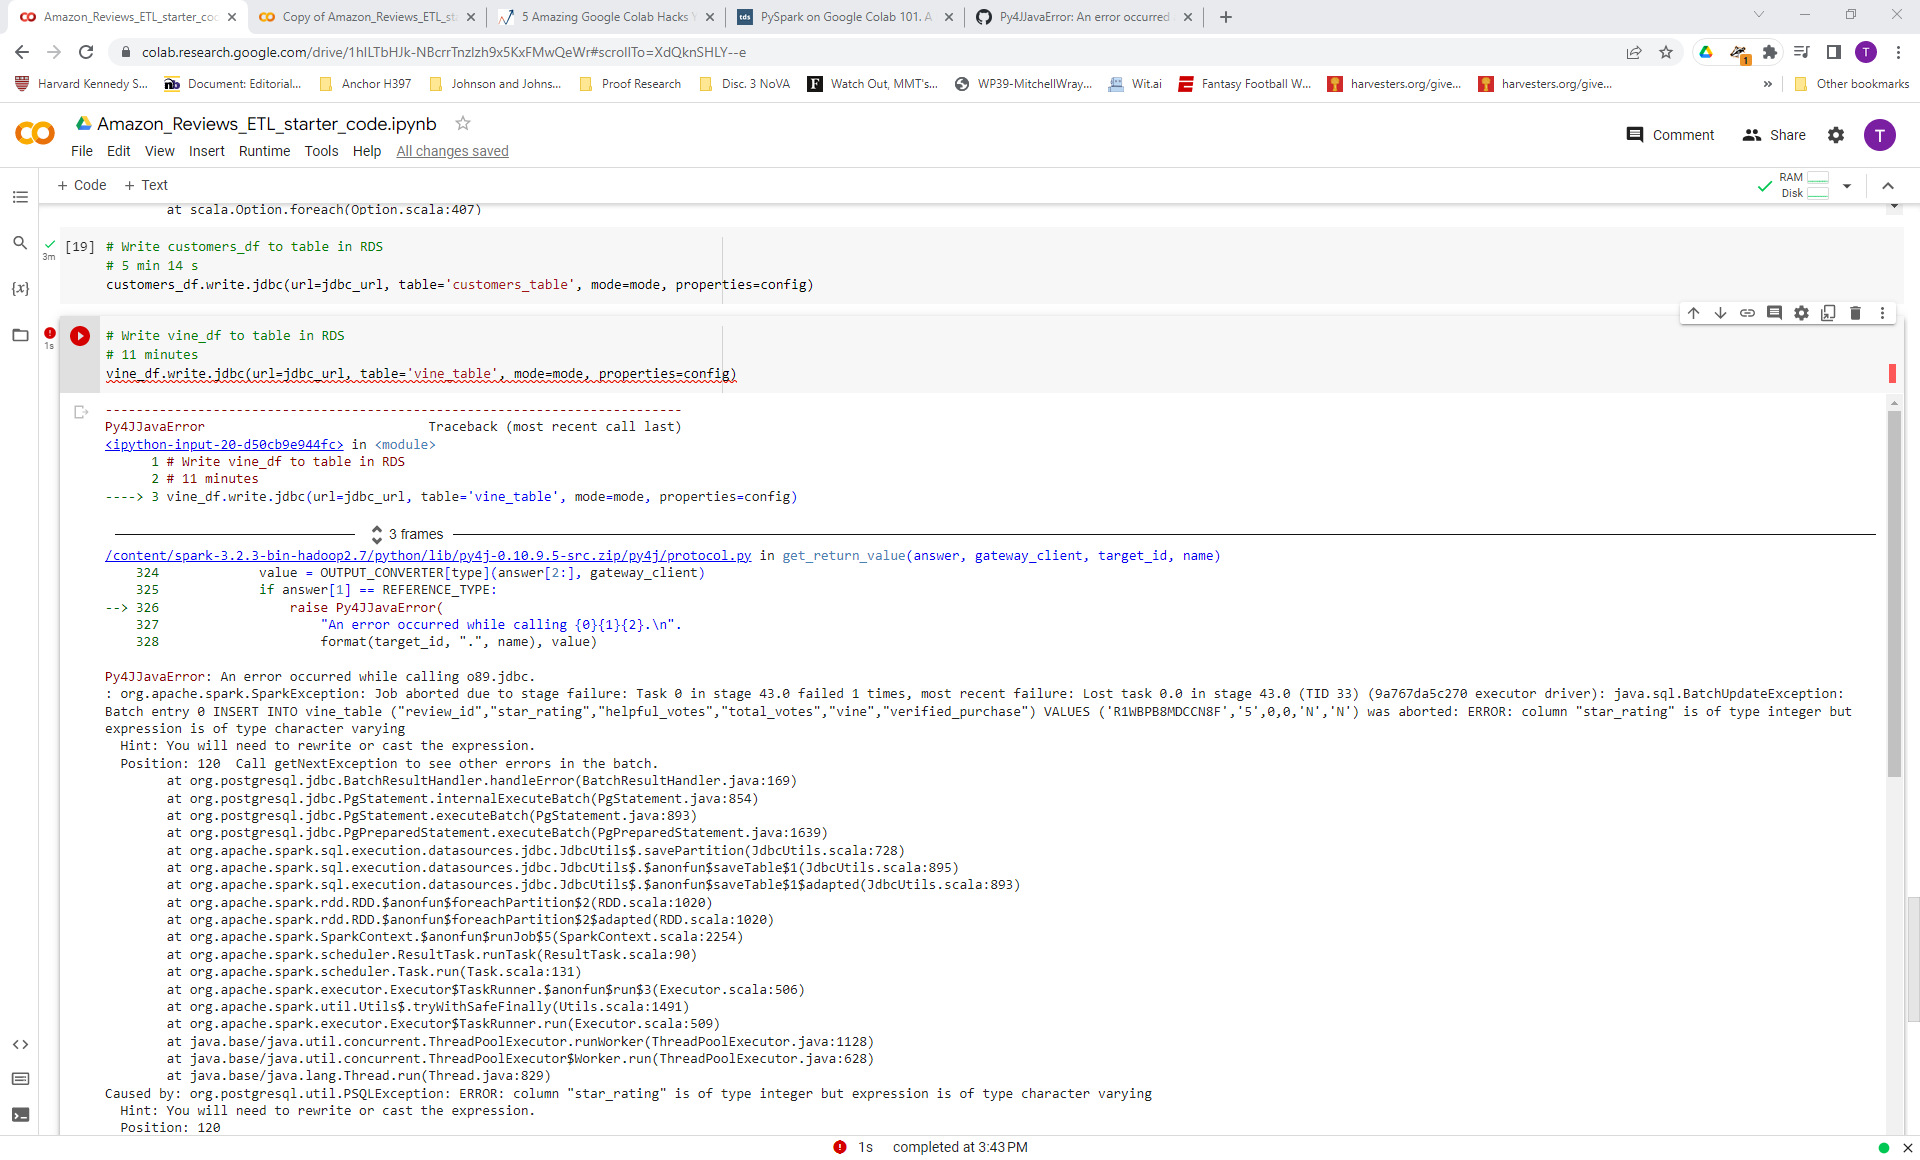 Amazon_Reviews_ETL_starter_co
Copy of Amazon_Reviews_ETL_st
5 Amazing Google Colab Hacks Y
tds PySpark on Google Colab 101. A
Py4JJavaError: An error occurred
colab.research.google.com/drive/1hILTbHJk-NBcrrTnzIzh9x5KxFMwQeWr#scrollTo=XdQknSHLY--e
1
T
Harvard Kennedy S...
nb Document: Editorial...
Anchor H397
Johnson and Johns...
Proof Research
Disc. 3 NoVA
F Watch Out, MMT's...
WP39-MitchellWray...
Wit.ai
Fantasy Football W...
harvesters.org/give...
harvesters.org/give...
»
Other bookmarks
Amazon_Reviews_ETL_starter_code.ipynb
File Edit View Insert Runtime Tools Help All changes saved
Comment
Share
T
+ Code + Text
RAM
Disk
at scala.Option.foreach(Option.scala:407)
3m
[19] # Write customers_df to table in RDS
# 5 min 14 s
customers_df.write.jdbc(url=jdbc_url, table='customers_table', mode=mode, properties=config)
{x}
1s
# Write vine_df to table in RDS
# 11 minutes
vine_df.write.jdbc(url=jdbc_url, table='vine_table', mode=mode, properties=config)
---------------------------------------------------------------------------
Py4JJavaError                             Traceback (most recent call last)
<ipython-input-20-d50cb9e944fc> in <module>
1 # Write vine_df to table in RDS
2 # 11 minutes
----> 3 vine_df.write.jdbc(url=jdbc_url, table='vine_table', mode=mode, properties=config)
3 frames
/content/spark-3.2.3-bin-hadoop2.7/python/lib/py4j-0.10.9.5-src.zip/py4j/protocol.py in get_return_value(answer, gateway_client, target_id, name)
324             value = OUTPUT_CONVERTER[type](answer[2:], gateway_client)
325             if answer[1] == REFERENCE_TYPE:
--> 326                 raise Py4JJavaError(
327                     "An error occurred while calling {0}{1}{2}.\n".
328                     format(target_id, ".", name), value)
Py4JJavaError: An error occurred while calling o89.jdbc.
: org.apache.spark.SparkException: Job aborted due to stage failure: Task 0 in stage 43.0 failed 1 times, most recent failure: Lost task 0.0 in stage 43.0 (TID 33) (9a767da5c270 executor driver): java.sql.BatchUpdateException:
Batch entry 0 INSERT INTO vine_table ("review_id","star_rating","helpful_votes","total_votes","vine","verified_purchase") VALUES ('R1WBPB8MDCCN8F','5',0,0,'N','N') was aborted: ERROR: column "star_rating" is of type integer but
expression is of type character varying
Hint: You will need to rewrite or cast the expression.
Position: 120  Call getNextException to see other errors in the batch.
at org.postgresql.jdbc.BatchResultHandler.handleError(BatchResultHandler.java:169)
at org.postgresql.jdbc.PgStatement.internalExecuteBatch(PgStatement.java:854)
at org.postgresql.jdbc.PgStatement.executeBatch(PgStatement.java:893)
at org.postgresql.jdbc.PgPreparedStatement.executeBatch(PgPreparedStatement.java:1639)
at org.apache.spark.sql.execution.datasources.jdbc.JdbcUtils$.savePartition(JdbcUtils.scala:728)
at org.apache.spark.sql.execution.datasources.jdbc.JdbcUtils$.$anonfun$saveTable$1(JdbcUtils.scala:895)
at org.apache.spark.sql.execution.datasources.jdbc.JdbcUtils$.$anonfun$saveTable$1$adapted(JdbcUtils.scala:893)
at org.apache.spark.rdd.RDD.$anonfun$foreachPartition$2(RDD.scala:1020)
at org.apache.spark.rdd.RDD.$anonfun$foreachPartition$2$adapted(RDD.scala:1020)
at org.apache.spark.SparkContext.$anonfun$runJob$5(SparkContext.scala:2254)
at org.apache.spark.scheduler.ResultTask.runTask(ResultTask.scala:90)
at org.apache.spark.scheduler.Task.run(Task.scala:131)
at org.apache.spark.executor.Executor$TaskRunner.$anonfun$run$3(Executor.scala:506)
at org.apache.spark.util.Utils$.tryWithSafeFinally(Utils.scala:1491)
at org.apache.spark.executor.Executor$TaskRunner.run(Executor.scala:509)
at java.base/java.util.concurrent.ThreadPoolExecutor.runWorker(ThreadPoolExecutor.java:1128)
at java.base/java.util.concurrent.ThreadPoolExecutor$Worker.run(ThreadPoolExecutor.java:628)
at java.base/java.lang.Thread.run(Thread.java:829)
Caused by: org.postgresql.util.PSQLException: ERROR: column "star_rating" is of type integer but expression is of type character varying
Hint: You will need to rewrite or cast the expression.
Position: 120
1s completed at 3:43 PM